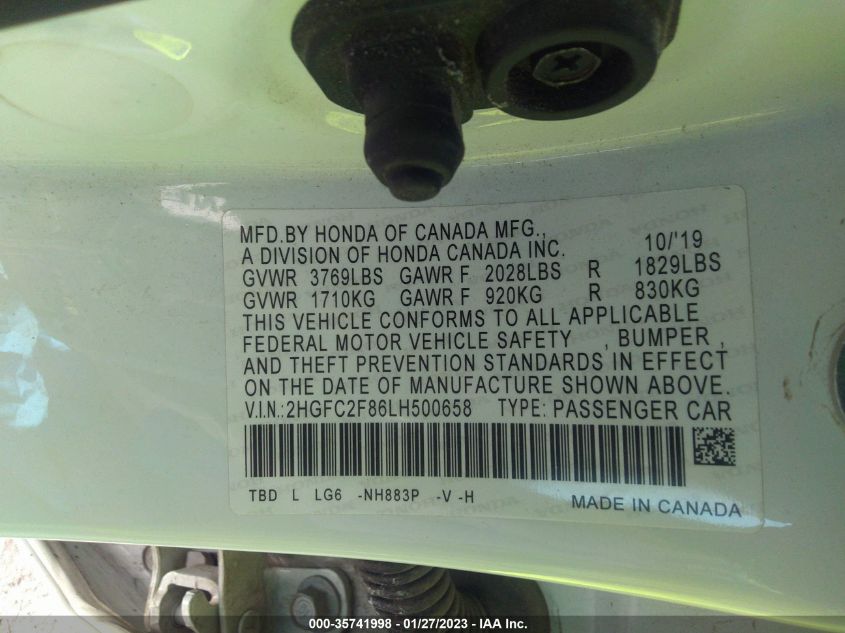 MFD.BY HONDA OF CANADA MFG.,
A DIVISION OF HONDA CANADA INC. 10/'19
GVWR 3769LBS GAWR F 2028LBS R 1829LBS
GVWR 1710KG GAWR F 920KG R 830KG
THIS VEHICLE CONFORMS TO ALL APPLICABLE
FEDERAL MOTOR VEHICLE SAFETY , BUMPER ,
AND THEFT PREVENTION STANDARDS IN EFFECT
ON THE DATE OF MANUFACTURE SHOWN ABOVE.
V.I.N.: 2HGFC2F86LH500658 TYPE: PASSENGER CAR
TBD L LG6 -NH883P -V -H
MADE IN CANADA
000-35741998 - 01/27/2023 - IAA Inc.